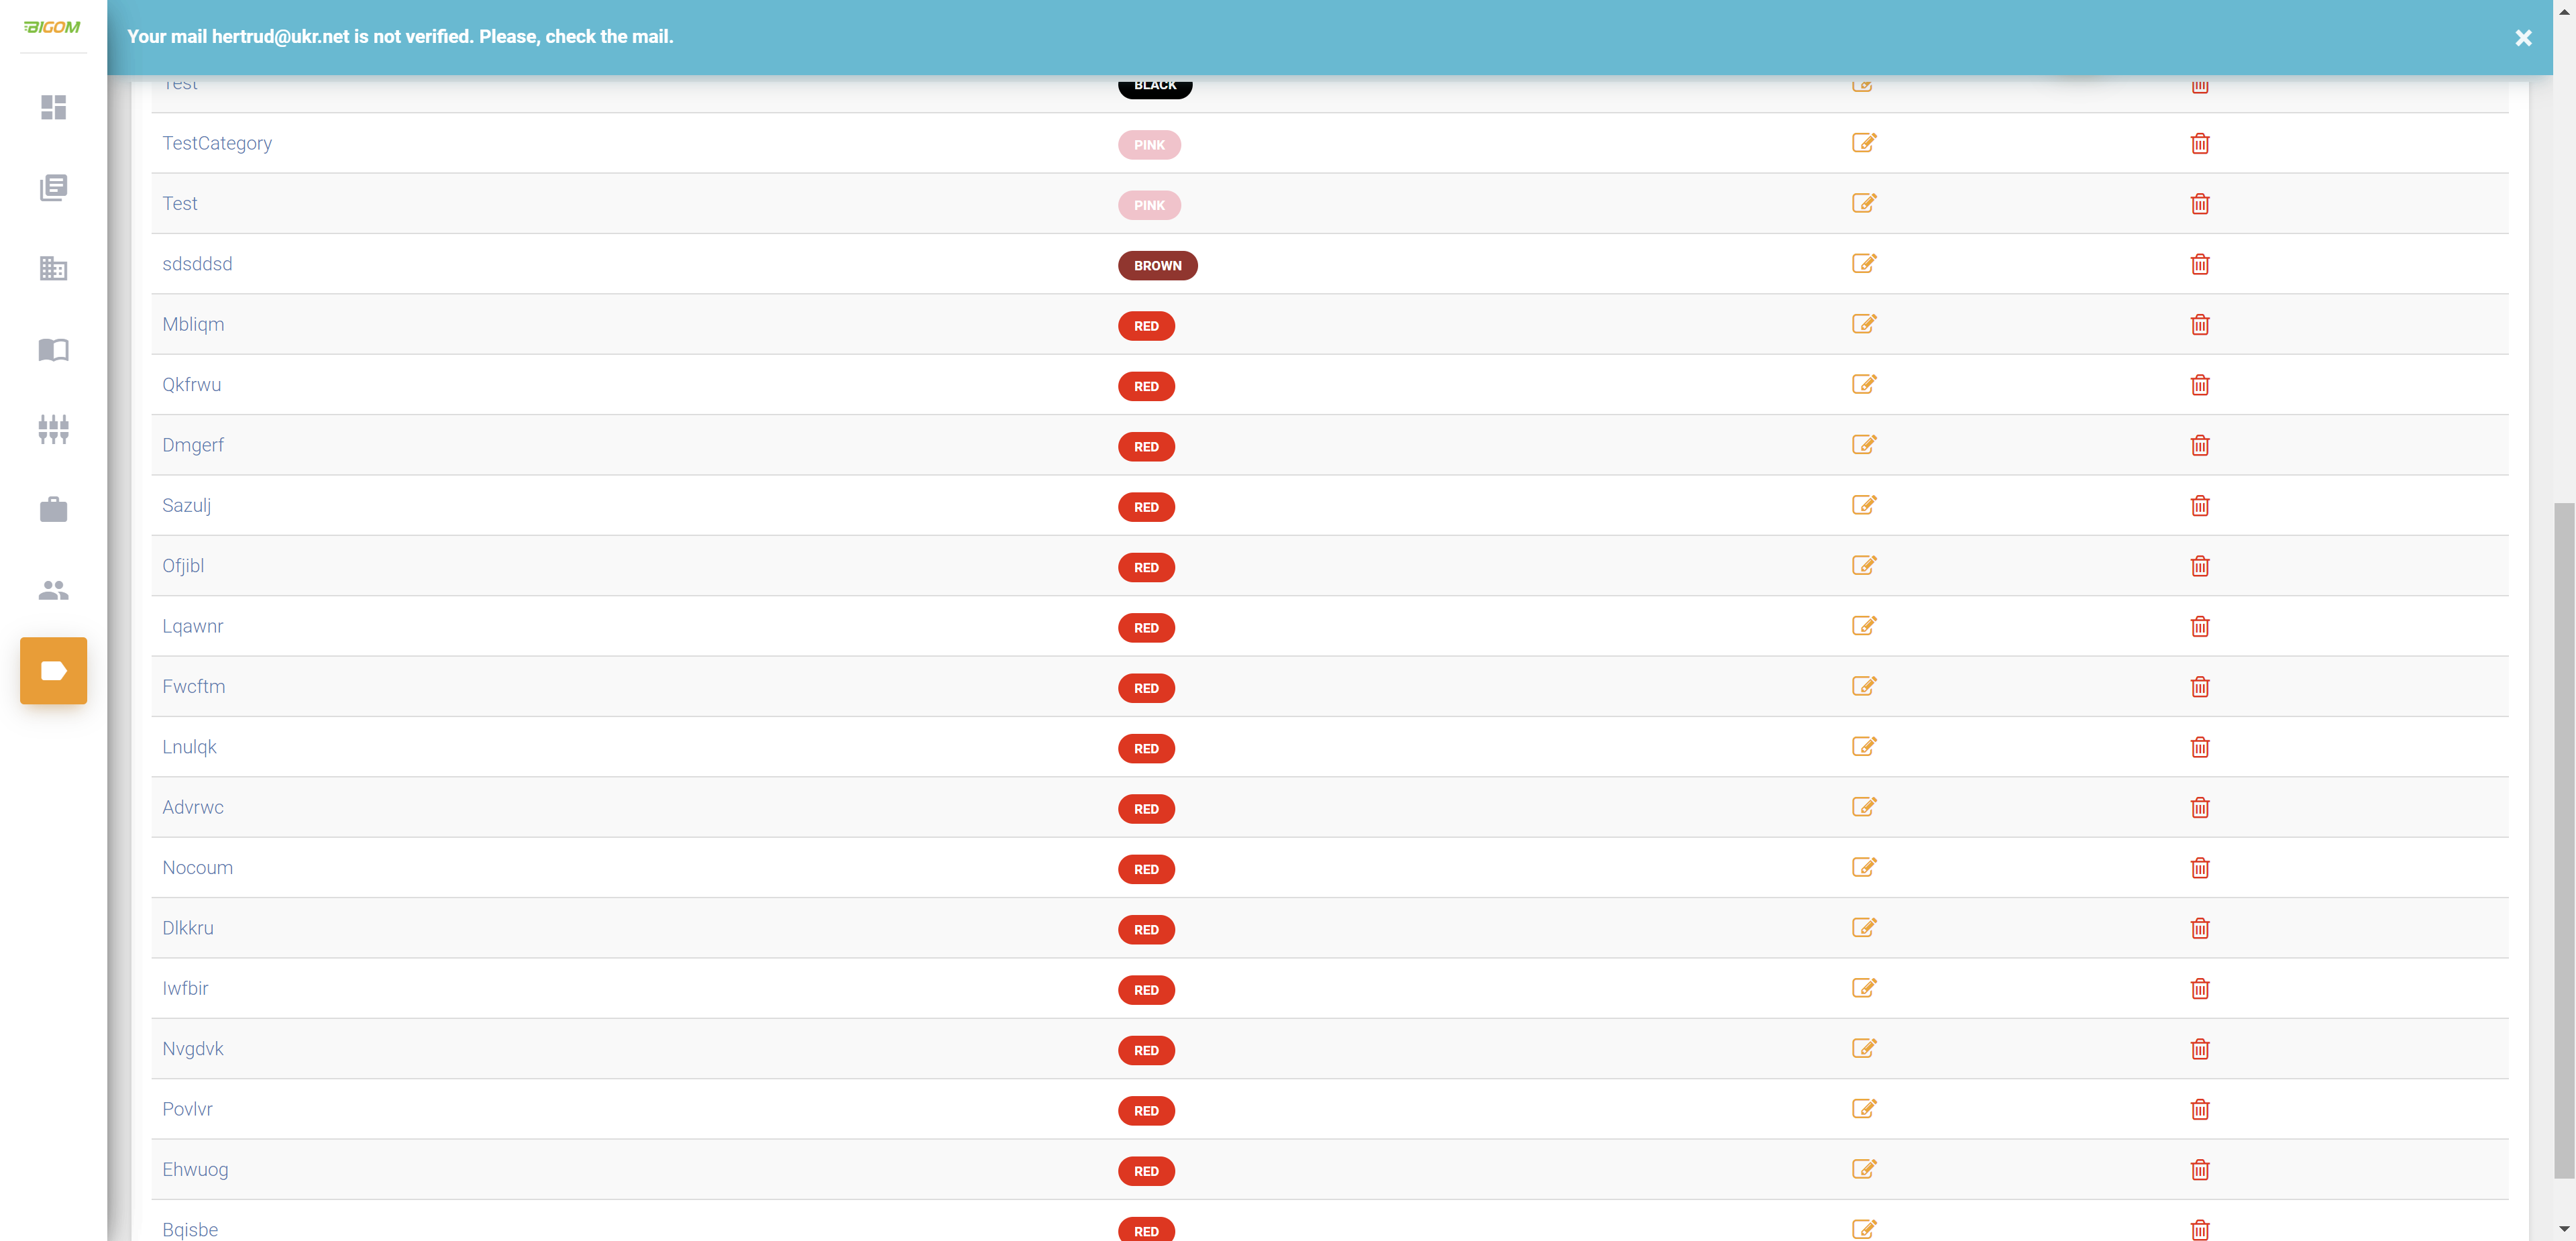 BIGOM
Your mail hertrud@ukr.net is not verified. Please, check the mail.
Test BLACK
TestCategory PINK
Test PINK
sdsddsd BROWN
Mbliqm RED
Qkfrwu RED
Dmgerf RED
Sazulj RED
Ofjibl RED
Lqawnr RED
Fwcftm RED
Lnulqk RED
Advrwc RED
Nocoum RED
Dlkkru RED
Iwfbir RED
Nvgdvk RED
Povlvr RED
Ehwuog RED
Bqisbe RED